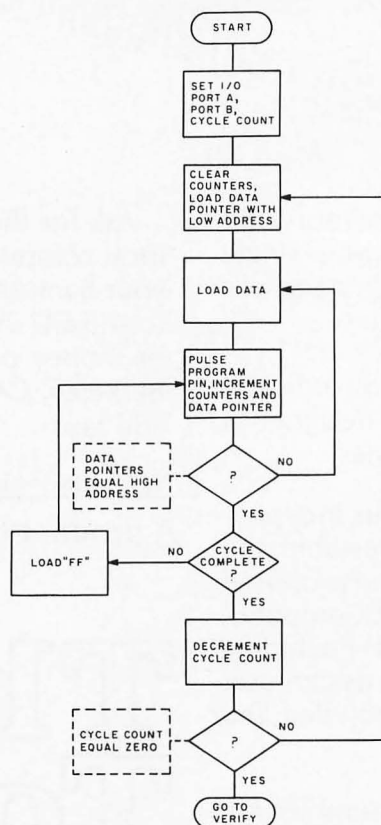 START
SET I/O
PORT A,
PORT B,
CYCLE COUNT
CLEAR
COUNTERS,
LOAD DATA
POINTER WITH
LOW ADDRESS
LOAD DATA
PULSE
PROGRAM
PIN, INCREMENT
COUNTERS AND
DATA POINTER
DATA
POINTERS
EQUAL HIGH
ADDRESS
?
NO
YES
LOAD "FF"
NO
CYCLE
COMPLETE
?
YES
DECREMENT
CYCLE COUNT
CYCLE COUNT
EQUAL ZERO
?
NO
YES
GO TO
VERIFY